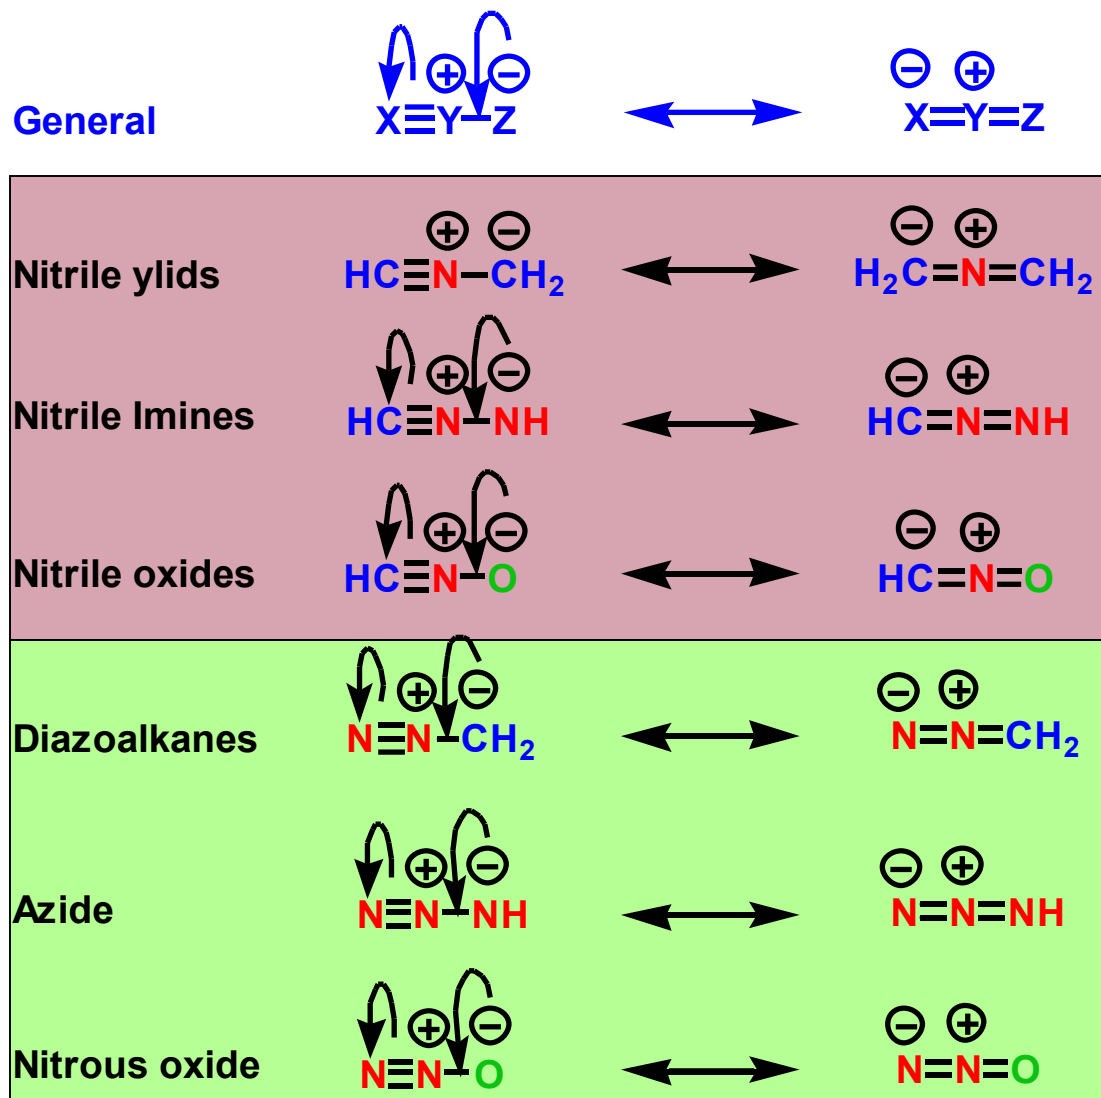 General X≡Y–Z ⊕ ⊖ X=Y=Z ⊖ ⊕
Nitrile ylids HC≡N–CH₂ ⊕ ⊖ H₂C=N=CH₂ ⊖ ⊕
Nitrile Imines HC≡N–NH ⊕ ⊖ HC=N=NH ⊖ ⊕
Nitrile oxides HC≡N–O ⊕ ⊖ HC=N=O ⊖ ⊕
Diazoalkanes N≡N–CH₂ ⊕ ⊖ N=N=CH₂ ⊖ ⊕
Azide N≡N–NH ⊕ ⊖ N=N=NH ⊖ ⊕
Nitrous oxide N≡N–O ⊕ ⊖ N=N=O ⊖ ⊕